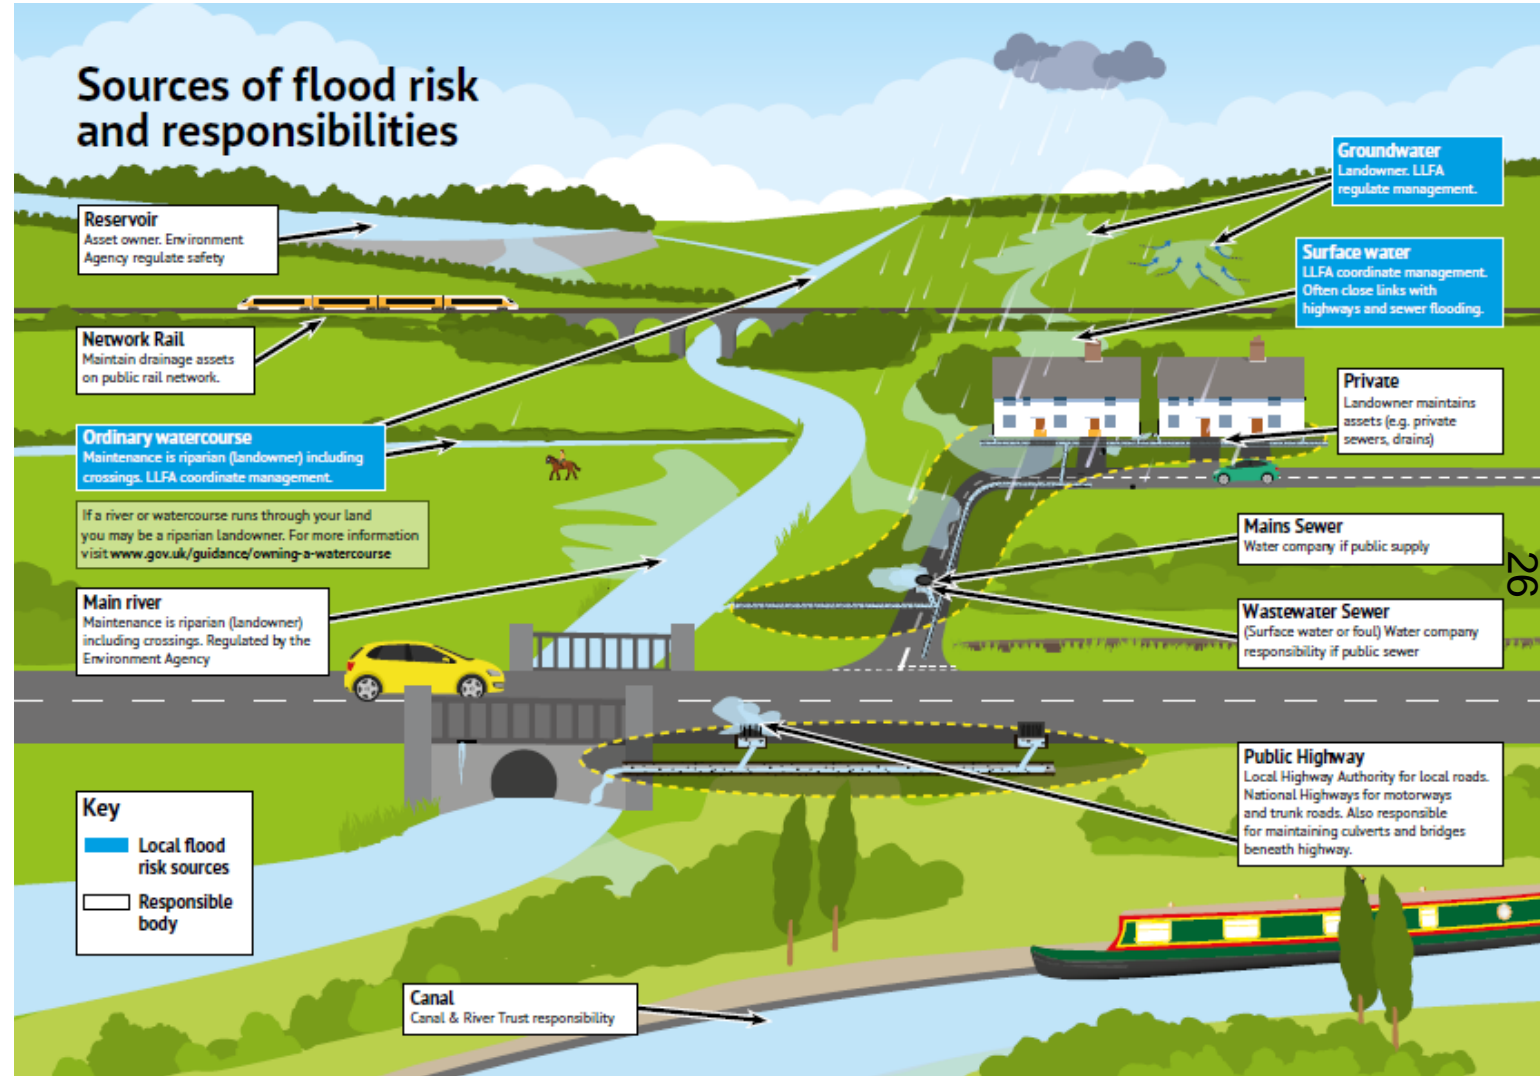 Sources of flood risk
and responsibilities
Groundwater
Landowner. LLFA
regulate management.
Reservoir
Asset owner. Environment
Agency regulate safety
Surface water
LLFA coordinate management.
Often close links with
highways and sewer flooding.
Network Rail
Maintain drainage assets
on public rail network.
Private
Landowner maintains
assets (e.g. private
sewers, drains)
Ordinary watercourse
Maintenance is riparian (landowner) including
crossings. LLFA coordinate management.
If a river or watercourse runs through your land
you may be a riparian landowner. For more information
visit www.gov.uk/guidance/owning-a-watercourse
Mains Sewer
Water company if public supply
26
Main river
Maintenance is riparian (landowner)
including crossings. Regulated by the
Environment Agency
Wastewater Sewer
(Surface water or foul) Water company
responsibility if public sewer
Public Highway
Local Highway Authority for local roads.
National Highways for motorways
and trunk roads. Also responsible
for maintaining culverts and bridges
beneath highway.
Key
Local flood
risk sources
Responsible
body
Canal
Canal & River Trust responsibility